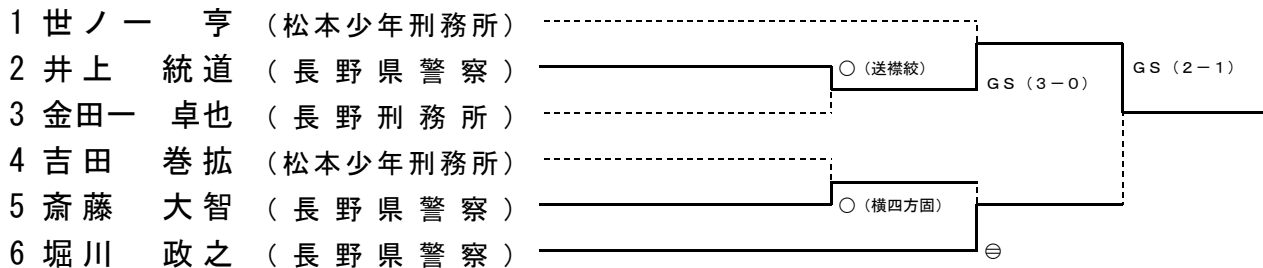 1 世ノ一 亨 (松本少年刑務所)
2 井上 統道 (長野県警察)
○(送襟絞)
GS(3-0)
GS(2-1)
3 金田一 卓也 (長野刑務所)
4 吉田 巻拡 (松本少年刑務所)
5 斎藤 大智 (長野県警察)
○(横四方固)
6 堀川 政之 (長野県警察)
⊖